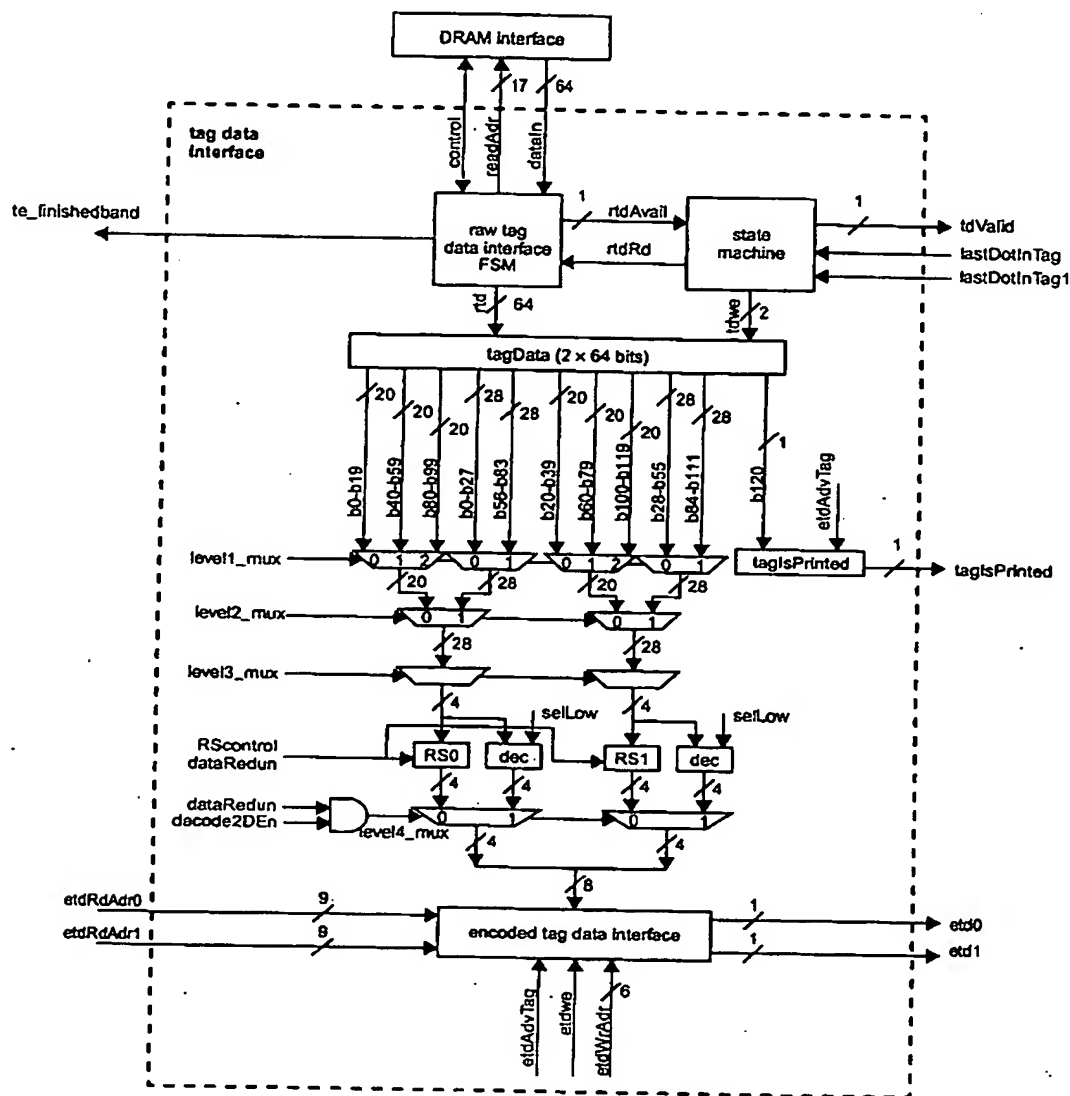 DRAM interface
17
64
tag data
interface
control
readAdr
dataIn
te_finishedband
raw tag
data interface
FSM
1
rtdAvail
rtdRd
state
machine
1
tdValid
lastDotInTag
lastDotInTag1
rtd
64
tdwe
2
tagData (2 × 64 bits)
20
20
20
28
28
20
20
20
28
28
1
b0-b19
b40-b59
b80-b99
b0-b27
b56-b83
b20-b39
b60-b79
b100-b119
b28-b55
b84-b111
b120
etdAdvTag
level1_mux
0 1 2
0 1
0 1 2
0 1
tagIsPrinted
1
tagIsPrinted
20
28
20
28
level2_mux
0 1
0 1
28
28
level3_mux
4
4
selLow
selLow
RScontrol
dataRedun
RS0
dec
RS1
dec
4
4
4
4
dataRedun
decode2DEn
level4_mux
0 1
0 1
4
4
8
etdRdAdr0
9
etdRdAdr1
9
encoded tag data interface
1
etd0
1
etd1
etdAdvTag
etdwe
etdWrAdr
6